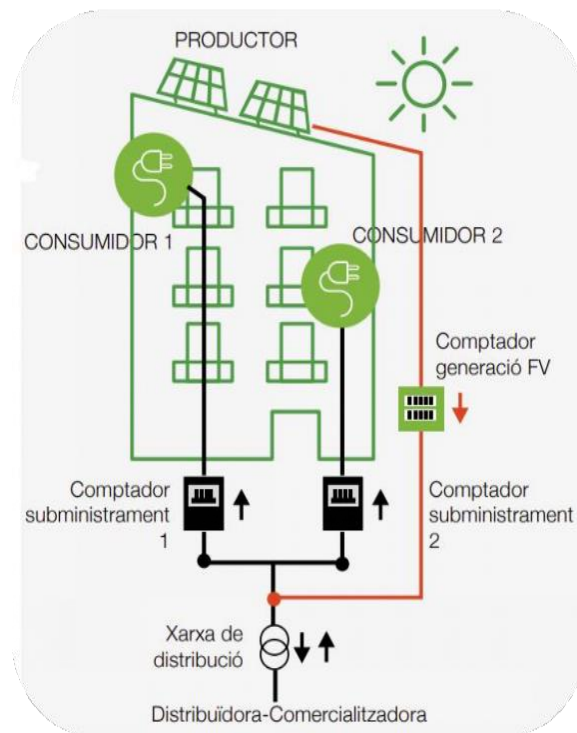 PRODUCTOR
CONSUMIDOR 1
CONSUMIDOR 2
Comptador
generació FV
Comptador
subministrament
1
Comptador
subministrament
2
Xarxa de
distribució
Distribuïdora-Comercialitzadora